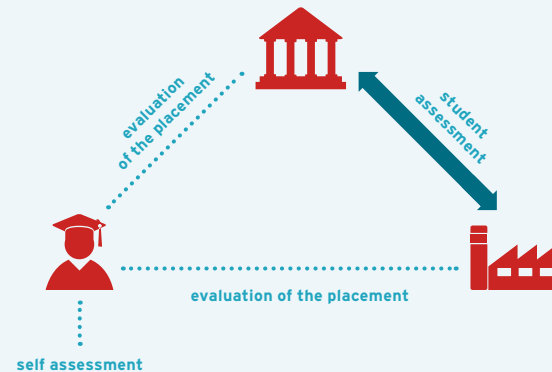 evaluation
of the placement
student
assessment
evaluation of the placement
self assessment